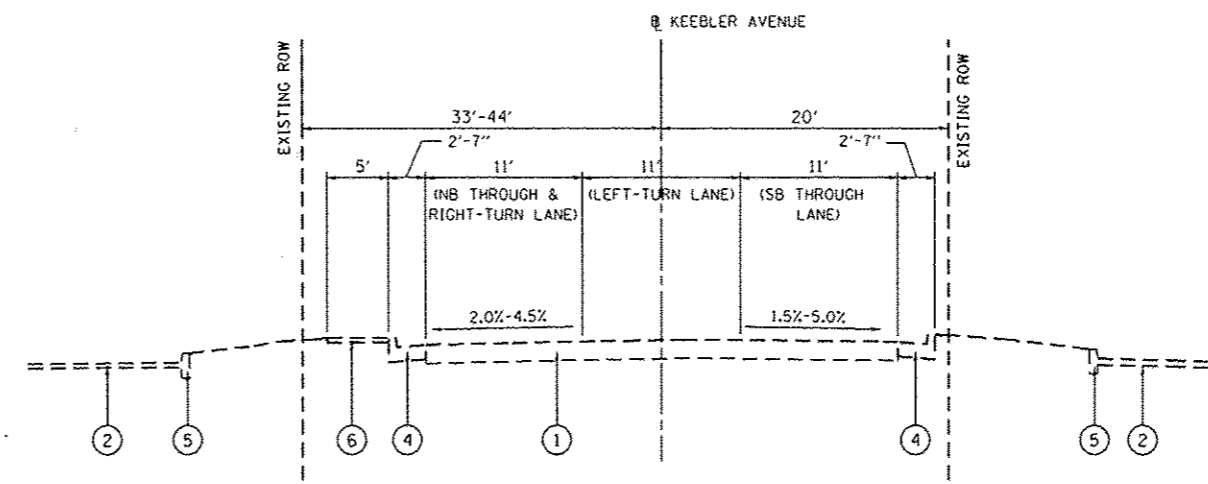 ℄ KEEBLER AVENUE
EXISTING ROW
EXISTING ROW
33'-44'
20'
2'-7"
2'-7"
5'
11'
11'
11'
(NB THROUGH &
RIGHT-TURN LANE)
(LEFT-TURN LANE)
(SB THROUGH
LANE)
2.0%-4.5%
1.5%-5.0%
2
5
6
4
1
4
5
2